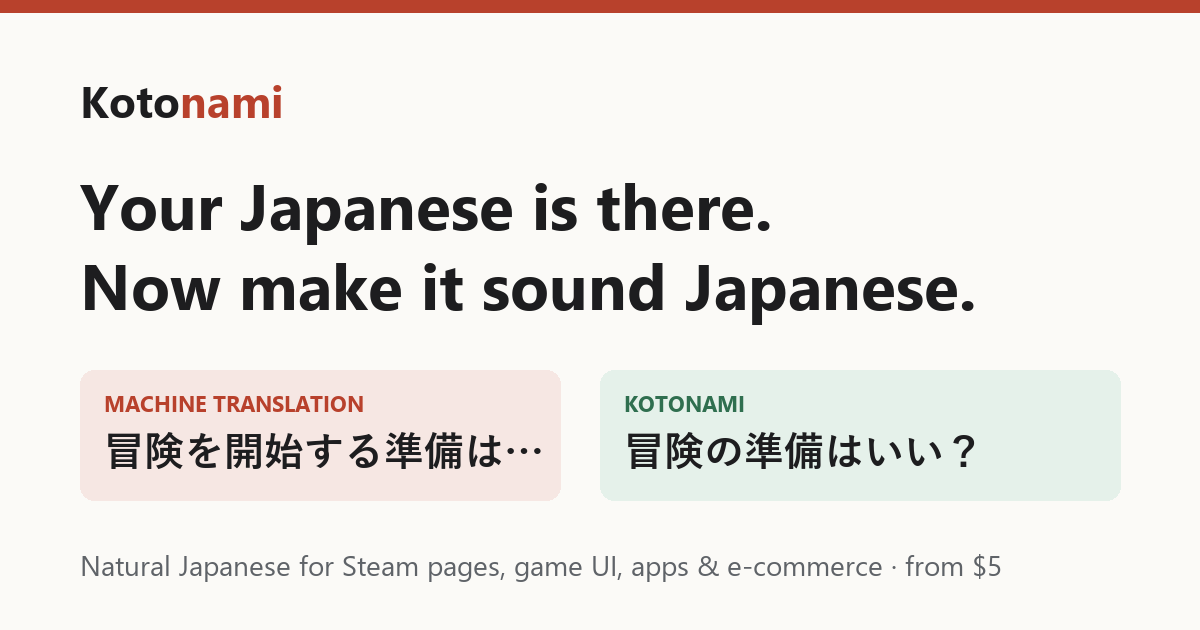 Kotonami
Your Japanese is there.
Now make it sound Japanese.
MACHINE TRANSLATION
冒険を開始する準備は…
KOTONAMI
冒険の準備はいい？
Natural Japanese for Steam pages, game UI, apps & e-commerce · from $5